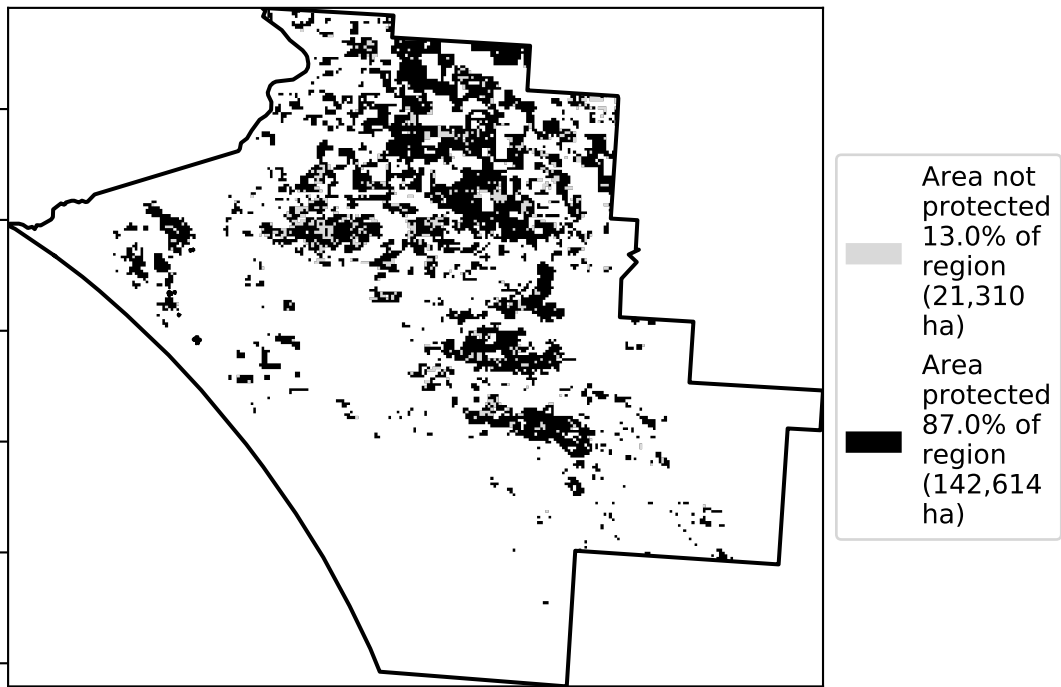 Area not
protected
13.0% of
region
(21,310
ha)
Area
protected
87.0% of
region
(142,614
ha)